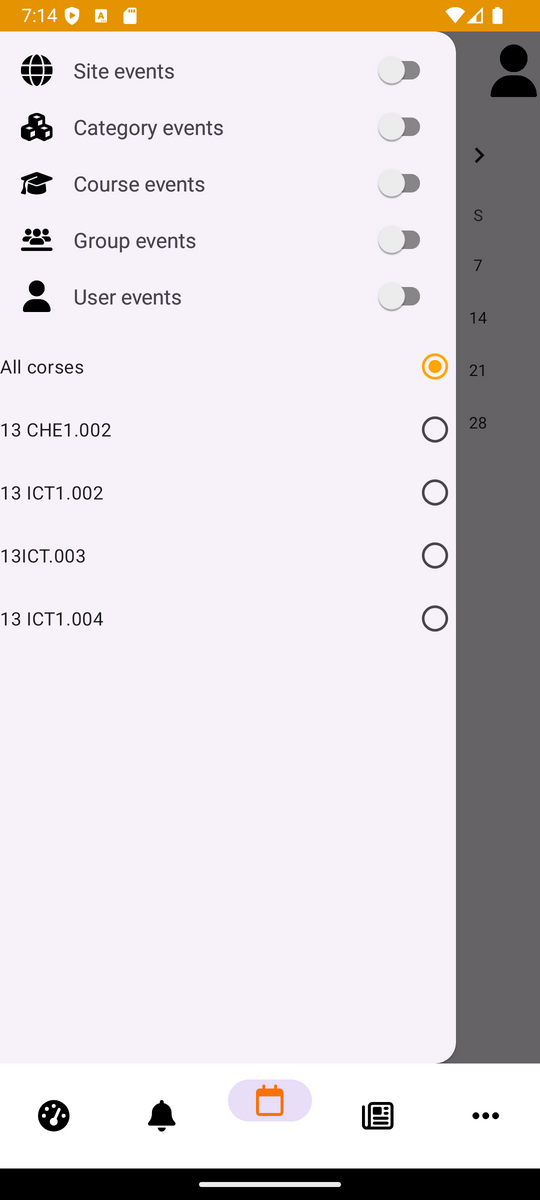 7:14
Site events
Category events
Course events
Group events
User events
All corses
13 CHE1.002
13 ICT1.002
13ICT.003
13 ICT1.004
S
7
14
21
28